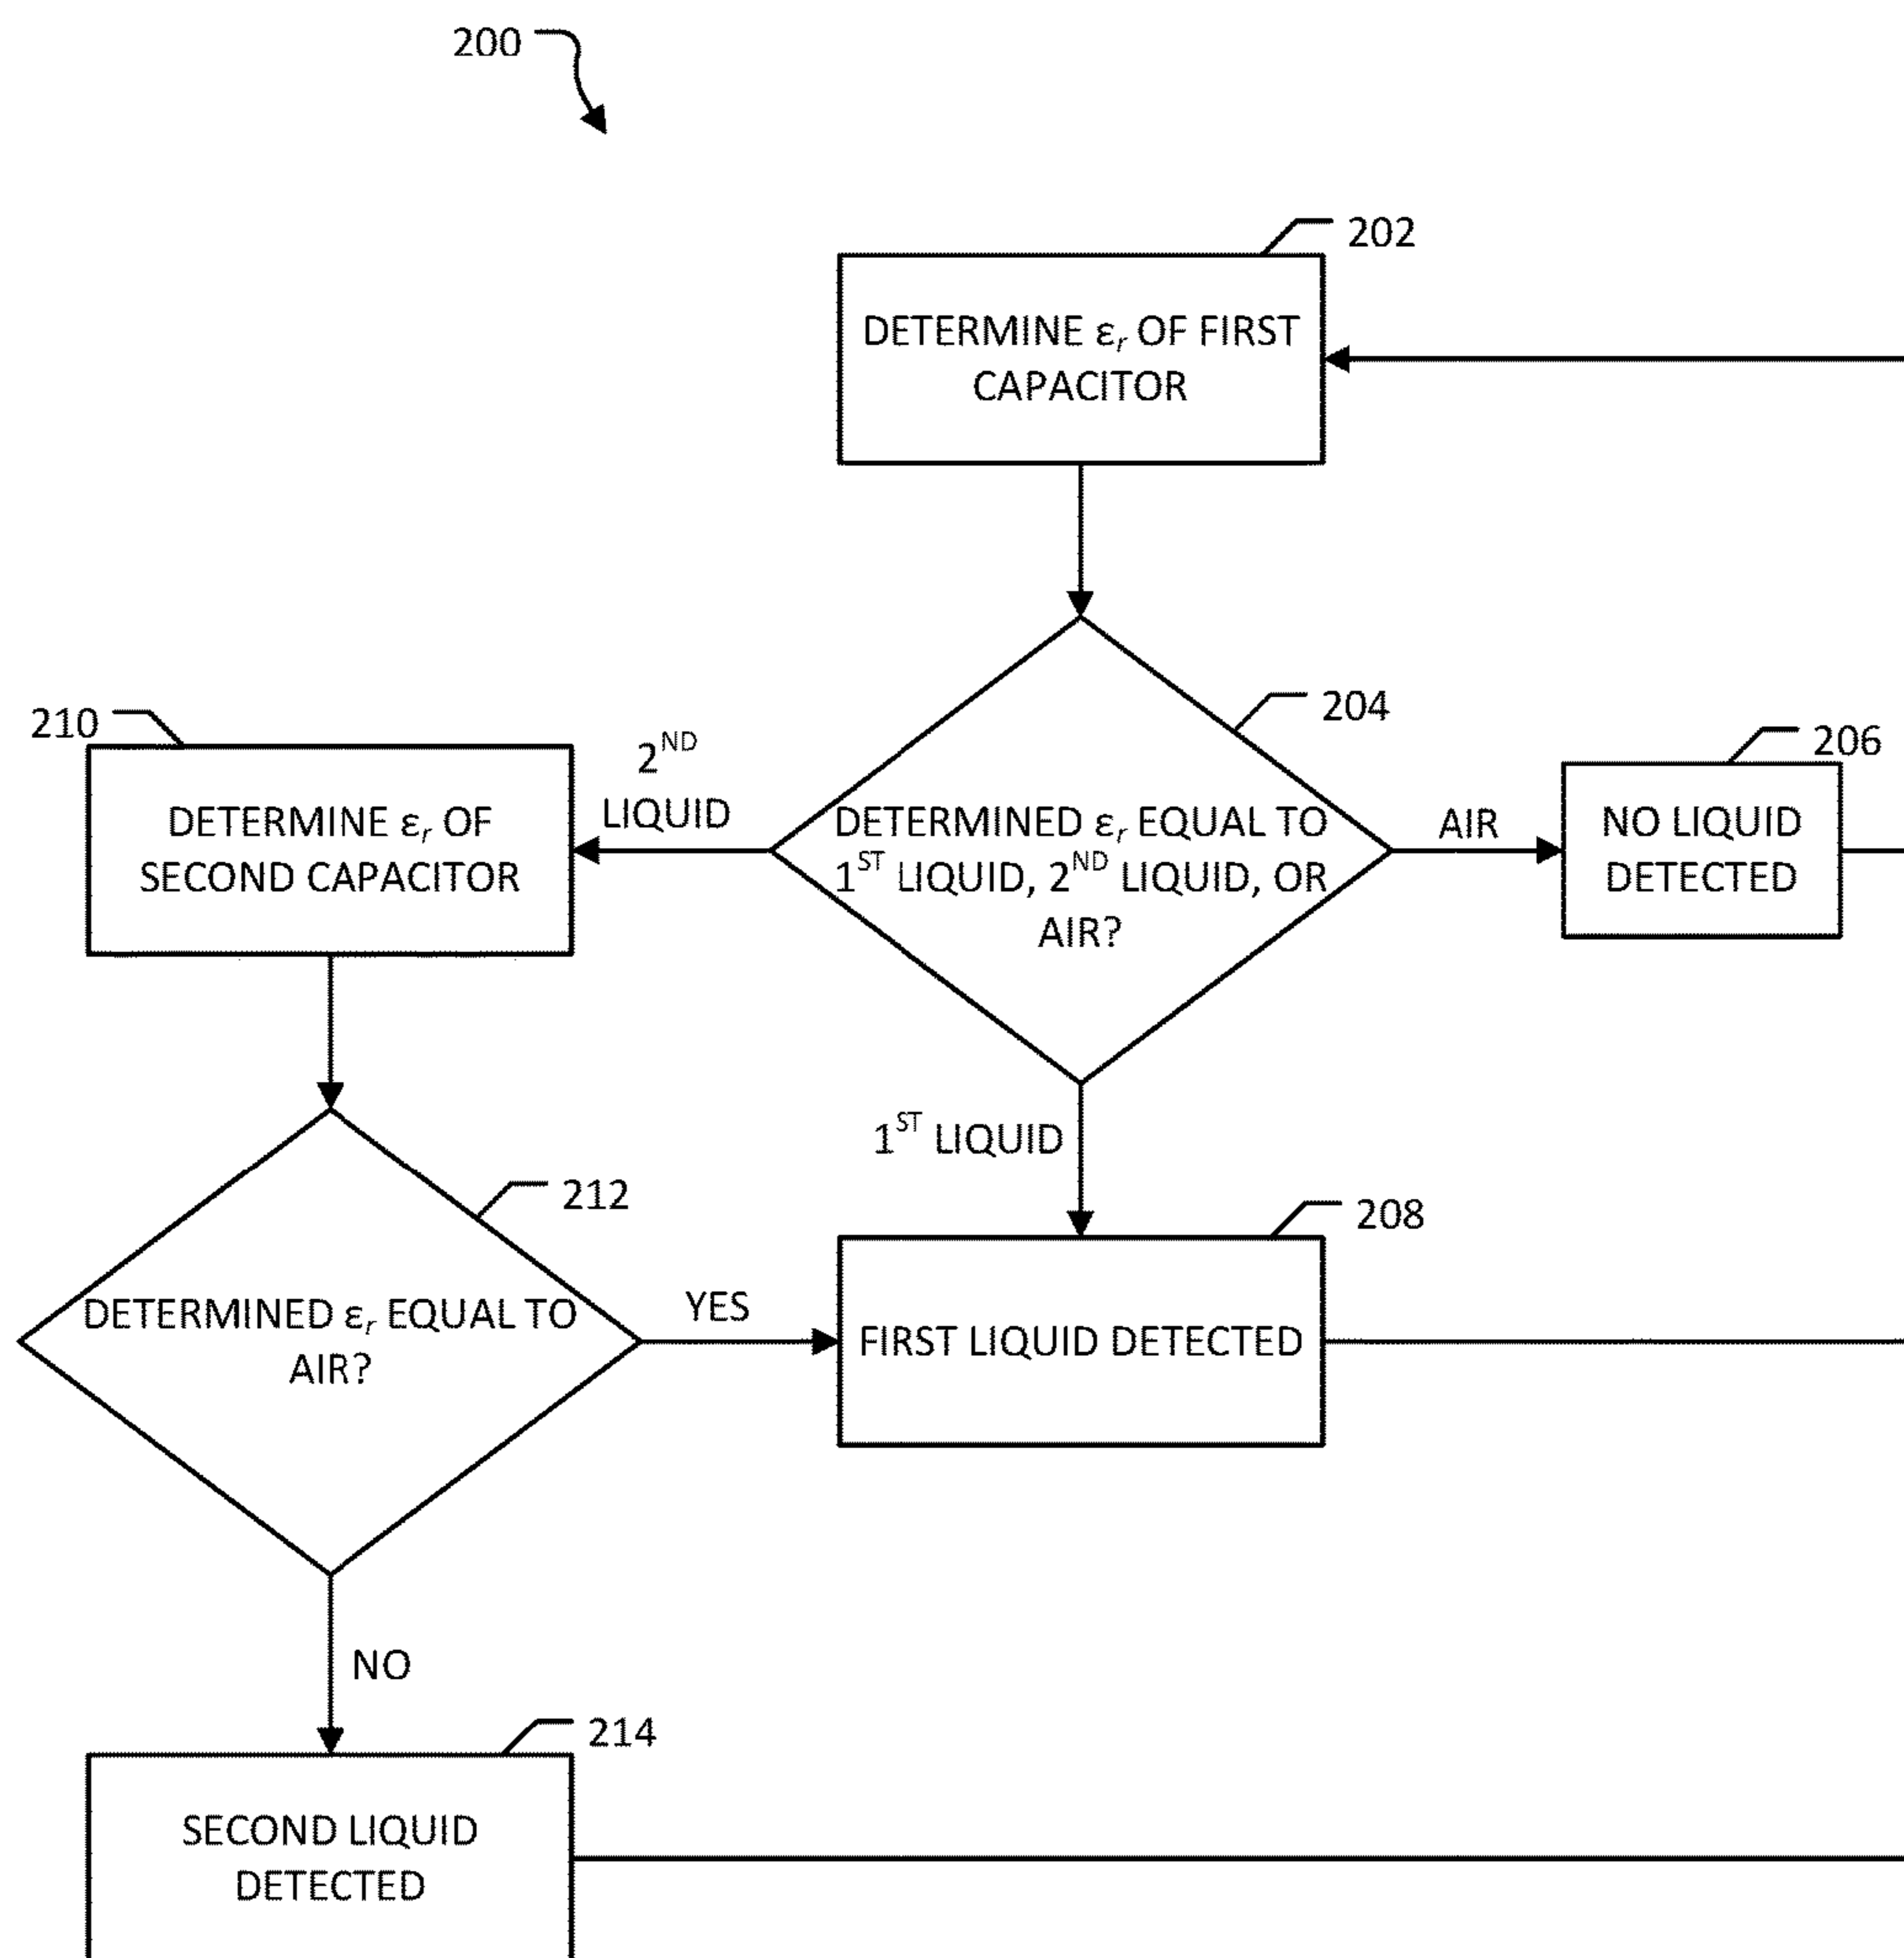 200
202
DETERMINE εr OF FIRST
CAPACITOR
204
DETERMINED εr EQUAL TO
1ST LIQUID, 2ND LIQUID, OR
AIR?
AIR
206
NO LIQUID
DETECTED
2ND
LIQUID
210
DETERMINE εr OF
SECOND CAPACITOR
1ST LIQUID
208
FIRST LIQUID DETECTED
212
DETERMINED εr EQUAL TO
AIR?
YES
NO
214
SECOND LIQUID
DETECTED